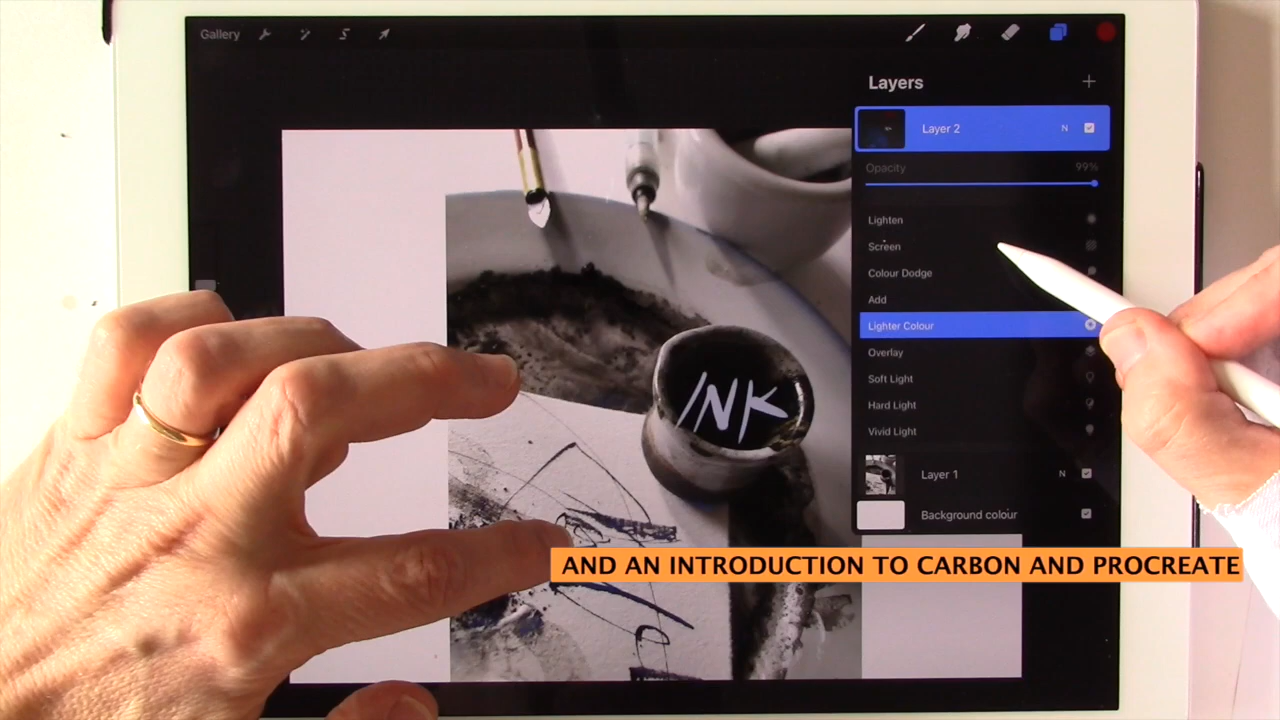 Gallery
Layers
Layer 2 N
Opacity 99%
Lighten
Screen
Colour Dodge
Add
Lighter Colour
Overlay
Soft Light
Hard Light
Vivid Light
Layer 1 N
Background colour
INK
AND AN INTRODUCTION TO CARBON AND PROCREATE